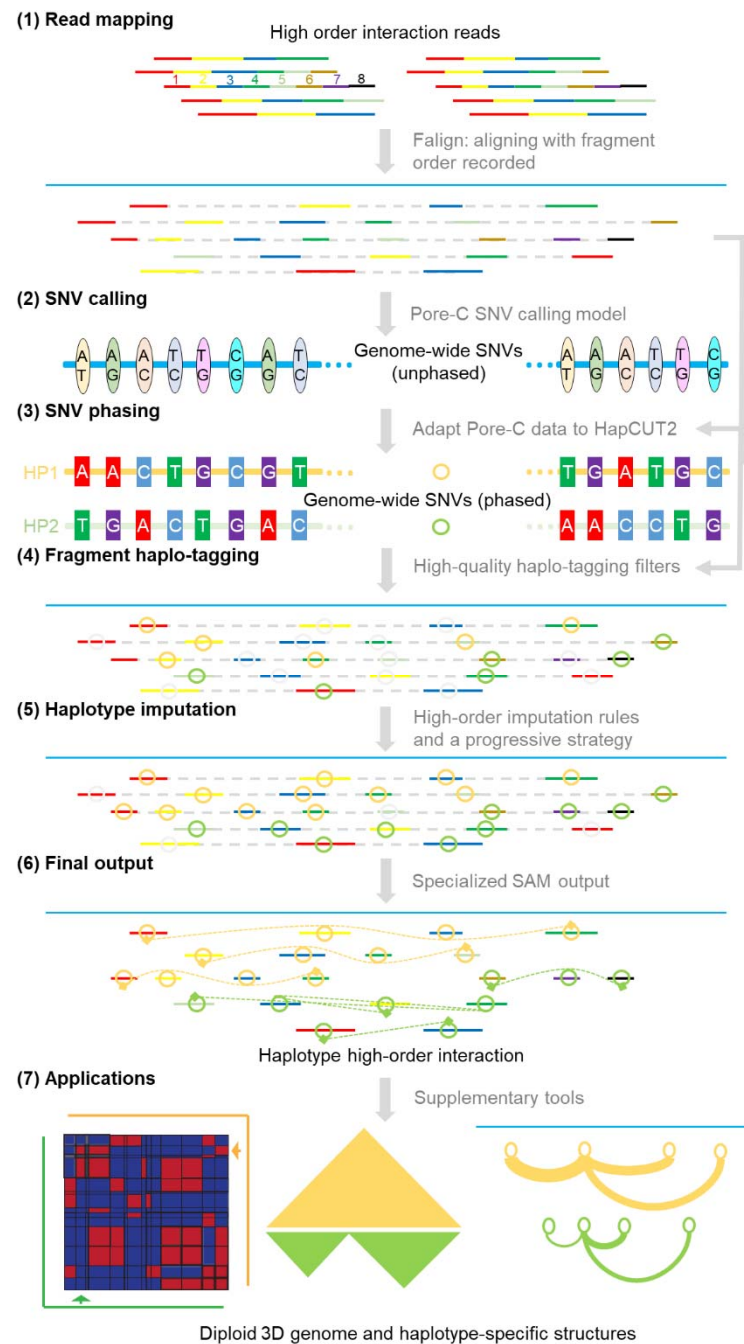 (1) Read mapping
High order interaction reads
1 2 3 4 5 6 7 8
Falign: aligning with fragment
order recorded
(2) SNV calling
Pore-C SNV calling model
A A A T T C A T
T G C C G G G C
Genome-wide SNVs
(unphased)
A A A T T C
T G C C G G
(3) SNV phasing
Adapt Pore-C data to HapCUT2
HP1 A A C T G C G T
T G A T G C
Genome-wide SNVs (phased)
HP2 T G A C T G A C
A A C C T G
(4) Fragment haplo-tagging
High-quality haplo-tagging filters
(5) Haplotype imputation
High-order imputation rules
and a progressive strategy
(6) Final output
Specialized SAM output
Haplotype high-order interaction
(7) Applications
Supplementary tools
Diploid 3D genome and haplotype-specific structures